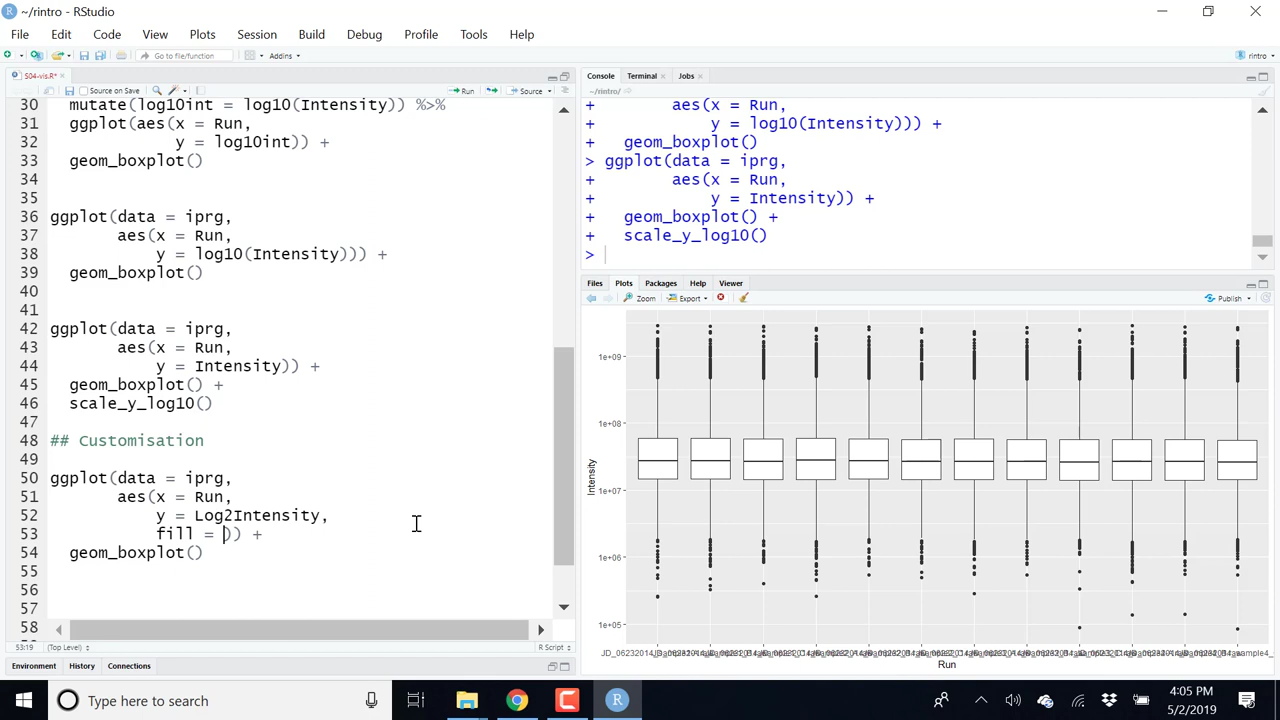 ~/rintro - RStudio
File Edit Code View Plots Session Build Debug Profile Tools Help
Go to file/function Addins rintro
S04-vis.R*
Source on Save Run Source
30 mutate(log10int = log10(Intensity)) %>%
31 ggplot(aes(x = Run,
32 y = log10int)) +
33 geom_boxplot()
34
35
36 ggplot(data = iprg,
37 aes(x = Run,
38 y = log10(Intensity))) +
39 geom_boxplot()
40
41
42 ggplot(data = iprg,
43 aes(x = Run,
44 y = Intensity)) +
45 geom_boxplot() +
46 scale_y_log10()
47
48 ## Customisation
49
50 ggplot(data = iprg,
51 aes(x = Run,
52 y = Log2Intensity,
53 fill = )) +
54 geom_boxplot()
55
56
57
58
53:19 (Top Level) R Script
Environment History Connections
Console Terminal Jobs
~/rintro/
+ aes(x = Run,
+ y = log10(Intensity))) +
+ geom_boxplot()
> ggplot(data = iprg,
+ aes(x = Run,
+ y = Intensity)) +
+ geom_boxplot() +
+ scale_y_log10()
>
Files Plots Packages Help Viewer
Zoom Export Publish
1e+09
1e+08
1e+07
1e+06
1e+05
Intensity
Run
Type here to search
4:05 PM
5/2/2019